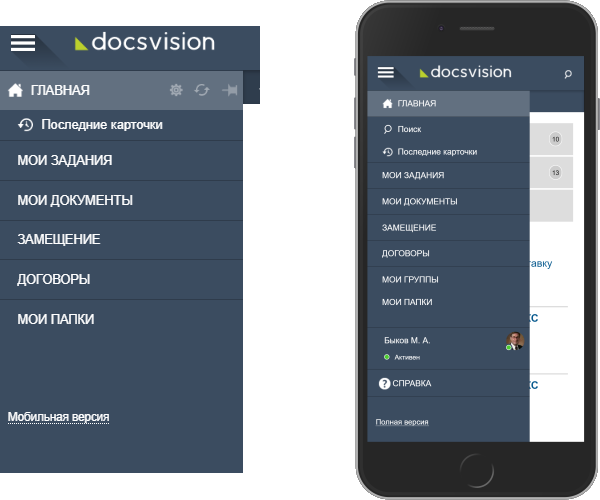 docsvision
ГЛАВНАЯ
Последние карточки
МОИ ЗАДАНИЯ
МОИ ДОКУМЕНТЫ
ЗАМЕЩЕНИЕ
ДОГОВОРЫ
МОИ ПАПКИ
Мобильная версия
docsvision
ГЛАВНАЯ
Поиск
10
Последние карточки
13
МОИ ЗАДАНИЯ
МОИ ДОКУМЕНТЫ
ЗАМЕЩЕНИЕ
ДОГОВОРЫ
тавку
МОИ ГРУППЫ
МОИ ПАПКИ
КС
Быков М. А.
Активен
СПРАВКА
КС
Полная версия